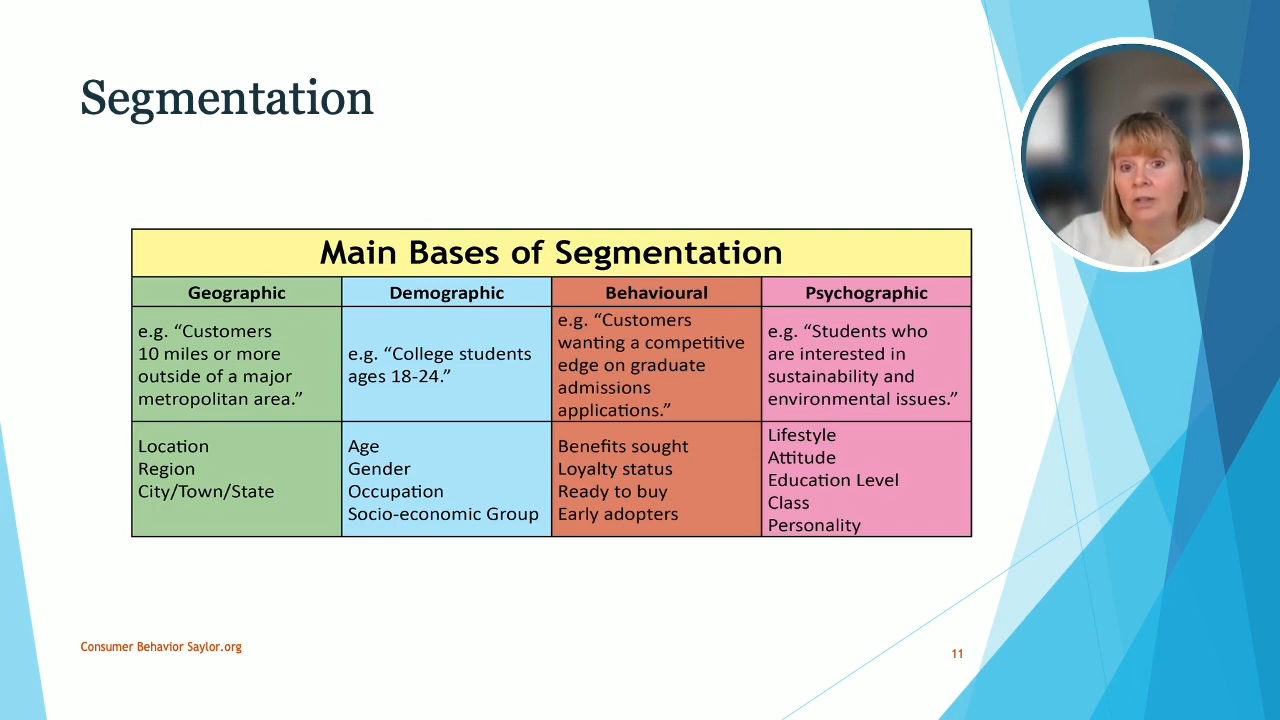 Segmentation
Main Bases of Segmentation
Geographic
Demographic
Behavioural
Psychographic
e.g. “Customers
10 miles or more
outside of a major
metropolitan area.”
e.g. “College students
ages 18-24.”
e.g. “Customers
wanting a competitive
edge on graduate
admissions
applications.”
e.g. “Students who
are interested in
sustainability and
environmental issues.”
Location
Region
City/Town/State
Age
Gender
Occupation
Socio-economic Group
Benefits sought
Loyalty status
Ready to buy
Early adopters
Lifestyle
Attitude
Education Level
Class
Personality
Consumer Behavior Saylor.org
11